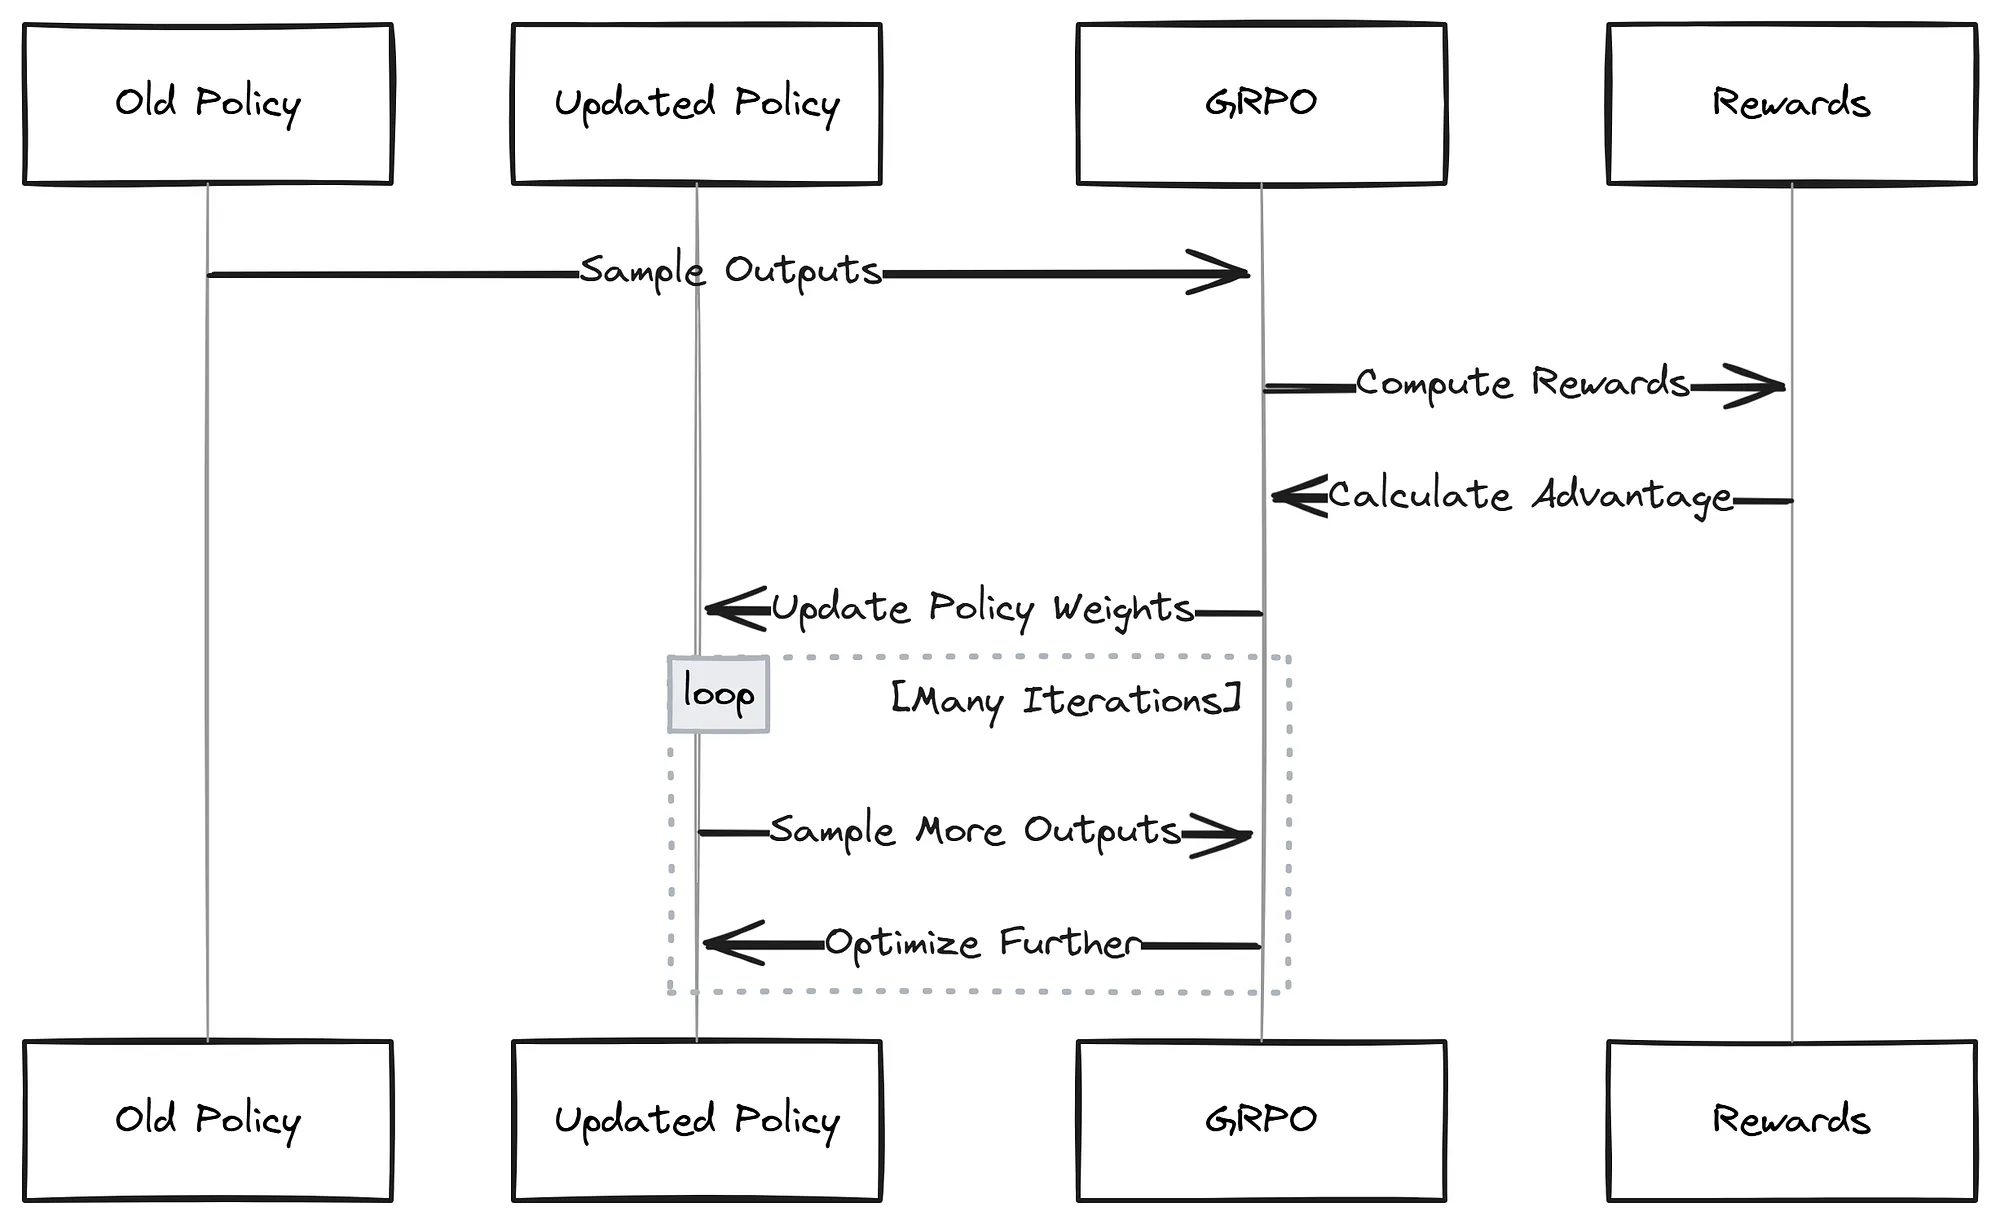 Old Policy
Updated Policy
GRPO
Rewards
Sample Outputs
Compute Rewards
Calculate Advantage
Update Policy Weights
loop
[Many Iterations]
Sample More Outputs
Optimize Further
Old Policy
Updated Policy
GRPO
Rewards